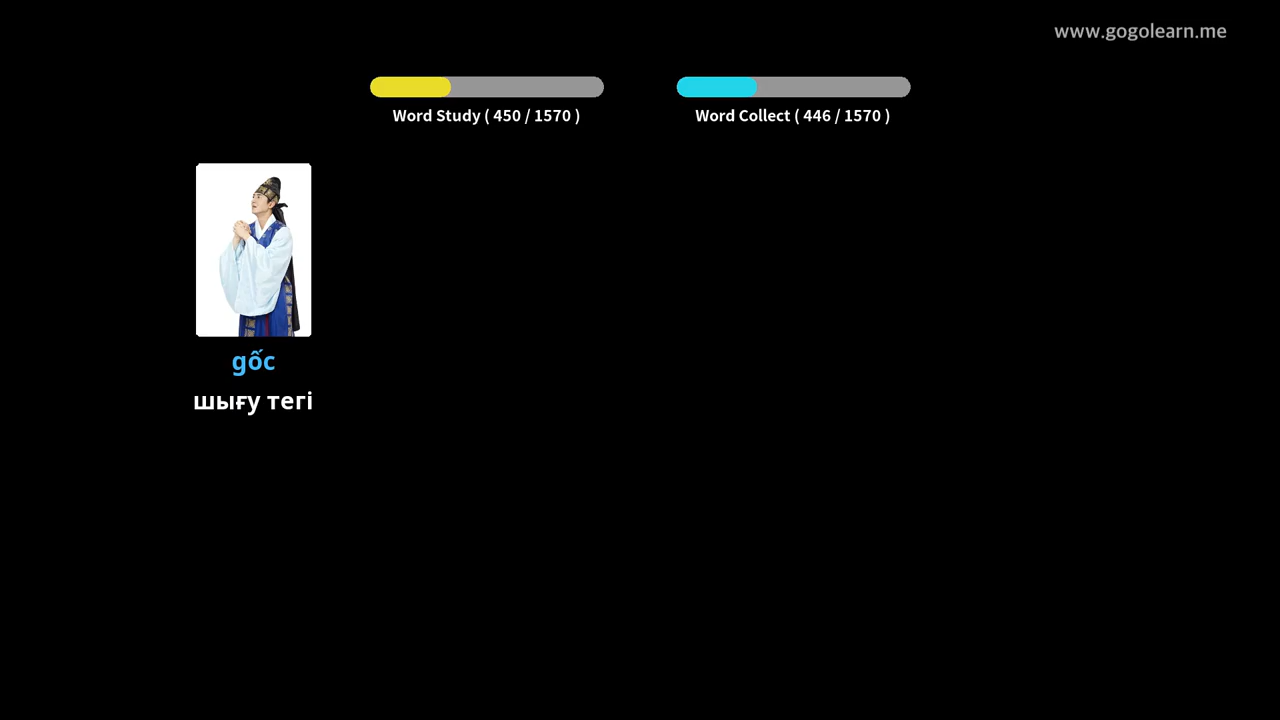 www.gogolearn.me
Word Study ( 450 / 1570 )
Word Collect ( 446 / 1570 )
gốc
шығу тегі